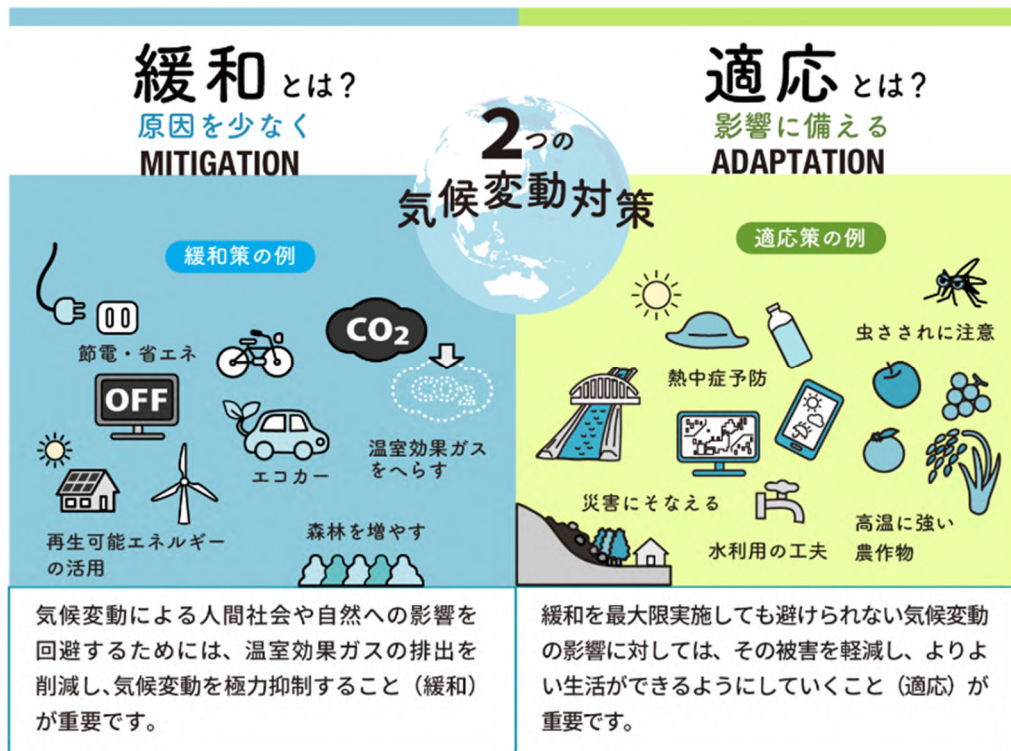 緩和とは？
原因を少なく
MITIGATION
2つの
気候変動対策
適応とは？
影響に備える
ADAPTATION
緩和策の例
節電・省エネ
OFF
CO2
CO2
エコカー
温室効果ガス
をへらす
再生可能エネルギー
の活用
森林を増やす
適応策の例
虫さされに注意
熱中症予防
災害にそなえる
水利用の工夫
高温に強い
農作物
気候変動による人間社会や自然への影響を
回避するためには、温室効果ガスの排出を
削減し、気候変動を極力抑制すること（緩和）
が重要です。
緩和を最大限実施しても避けられない気候変動
の影響に対しては、その被害を軽減し、よりよ
い生活ができるようにしていくこと（適応）が
重要です。